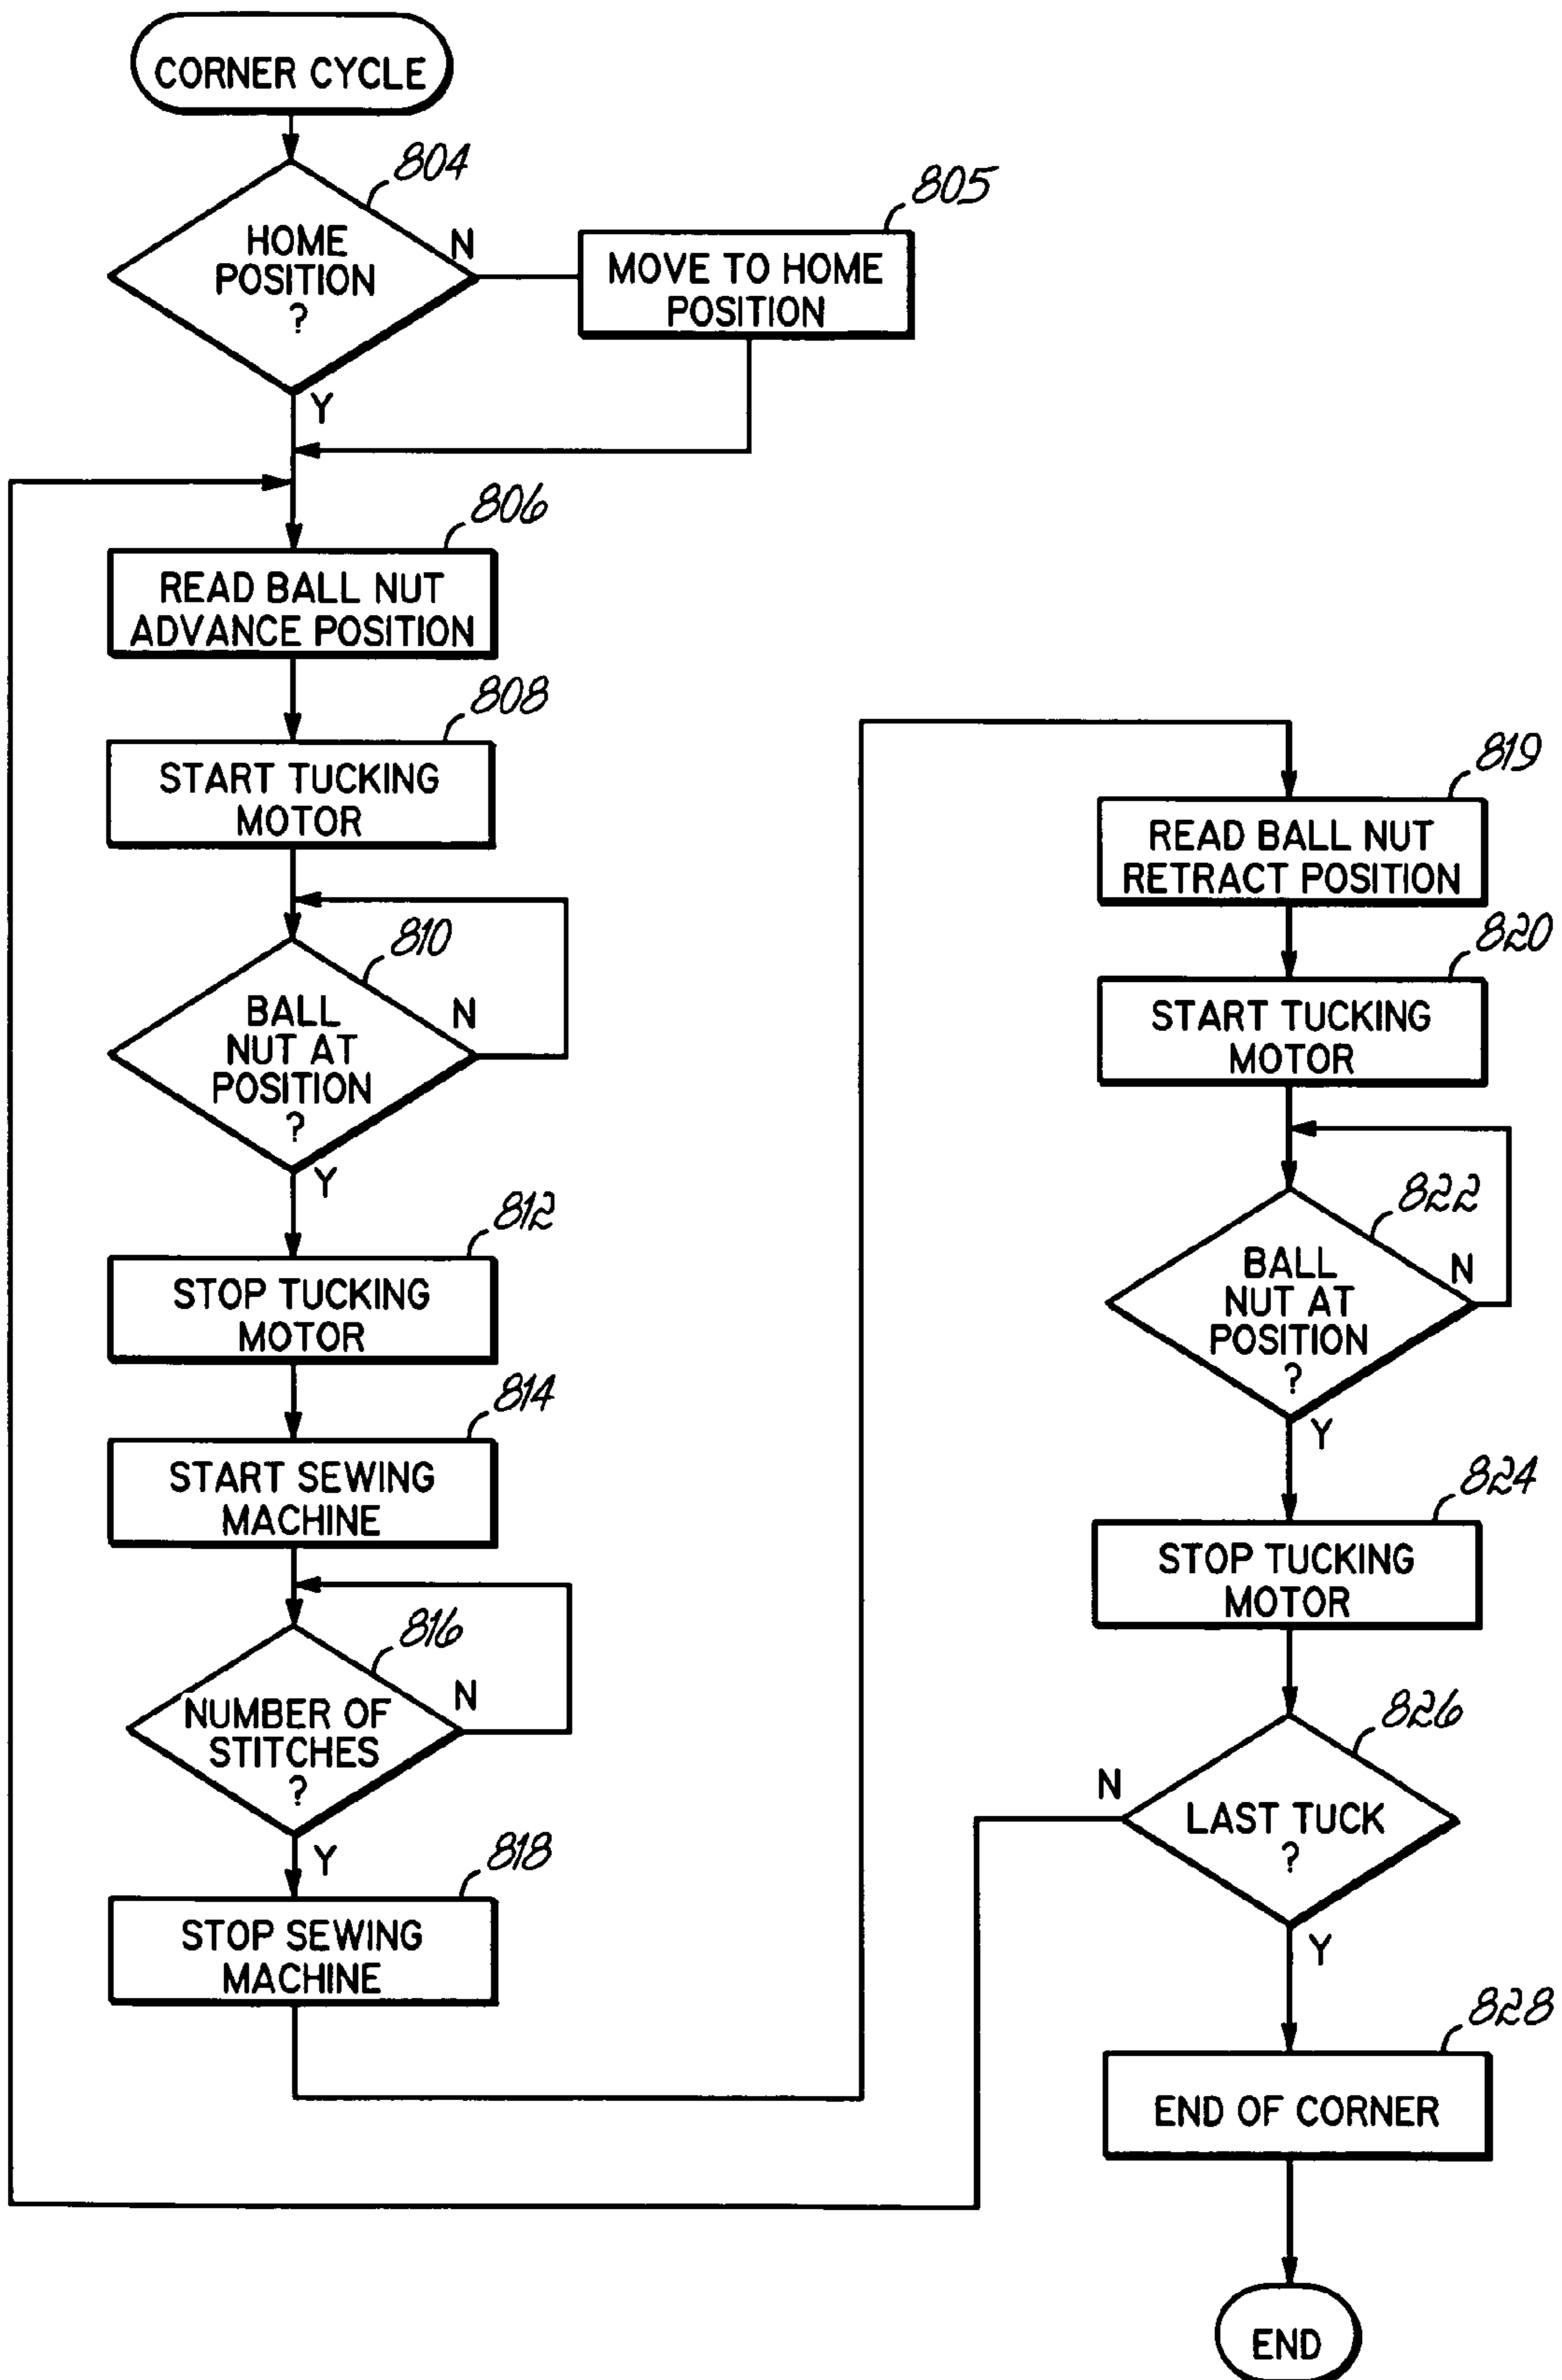 CORNER CYCLE
804
HOME
POSITION
?
N
Y
805
MOVE TO HOME
POSITION
806
READ BALL NUT
ADVANCE POSITION
808
START TUCKING
MOTOR
810
BALL
NUT AT
POSITION
?
N
Y
812
STOP TUCKING
MOTOR
814
START SEWING
MACHINE
816
NUMBER OF
STITCHES
?
N
Y
818
STOP SEWING
MACHINE
819
READ BALL NUT
RETRACT POSITION
820
START TUCKING
MOTOR
822
BALL
NUT AT
POSITION
?
N
Y
824
STOP TUCKING
MOTOR
826
LAST TUCK
?
N
Y
828
END OF CORNER
END